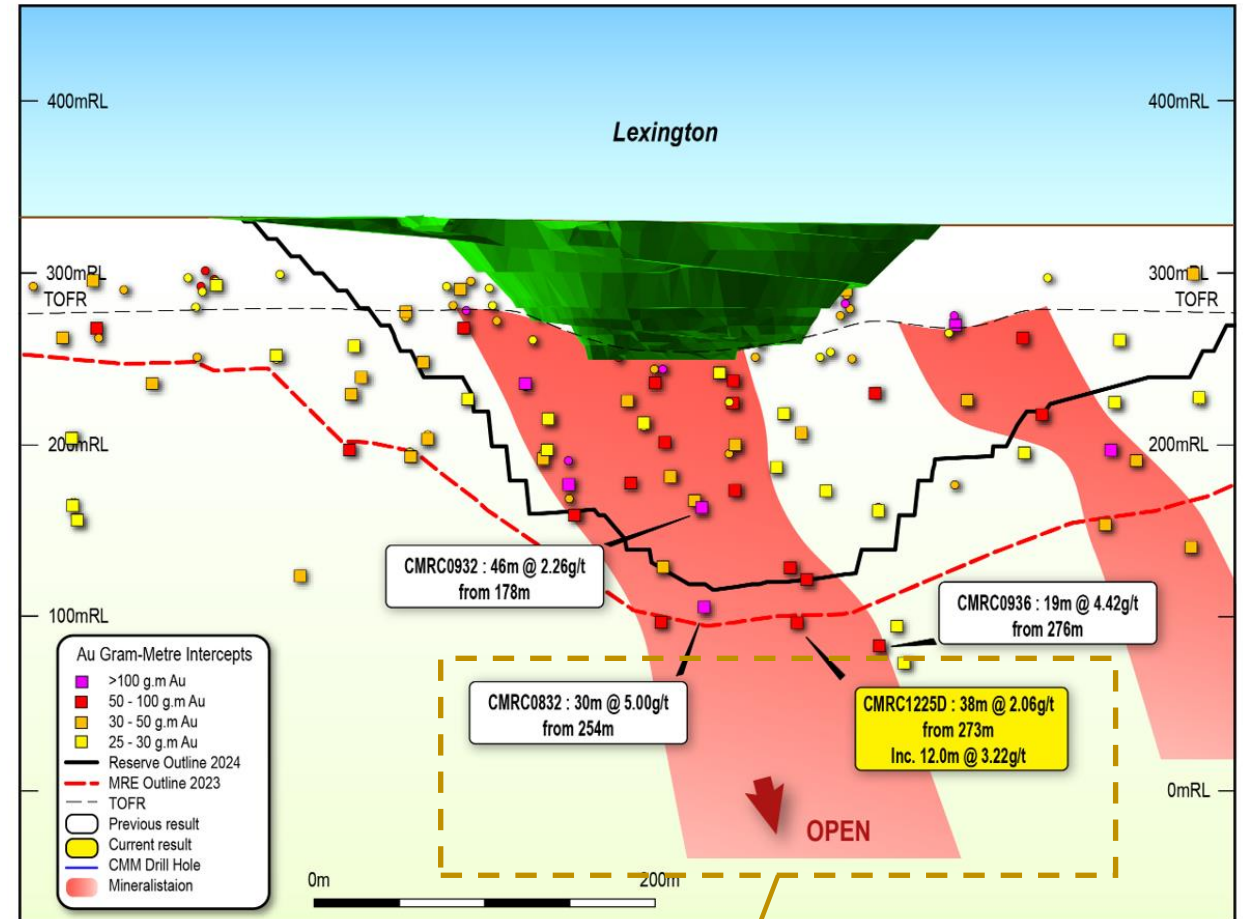 400mRL
400mRL
Lexington
300mRL
TOFR
300mRL
TOFR
200mRL
200mRL
CMRC0932 : 46m @ 2.26g/t
from 178m
100mRL
CMRC0936 : 19m @ 4.42g/t
from 276m
CMRC0832 : 30m @ 5.00g/t
from 254m
CMRC1225D : 38m @ 2.06g/t
from 273m
Inc. 12.0m @ 3.22g/t
0mRL
OPEN
Au Gram-Metre Intercepts
>100 g.m Au
50 - 100 g.m Au
30 - 50 g.m Au
25 - 30 g.m Au
Reserve Outline 2024
MRE Outline 2023
TOFR
Previous result
Current result
CMM Drill Hole
Mineralistaion
0m
200m